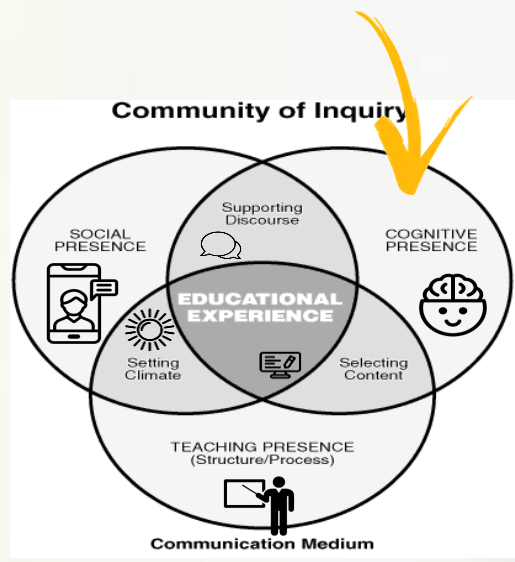 Community of Inquiry
Supporting
Discourse
SOCIAL
PRESENCE
COGNITIVE
PRESENCE
EDUCATIONAL
EXPERIENCE
Setting
Climate
Selecting
Content
TEACHING PRESENCE
(Structure/Process)
Communication Medium